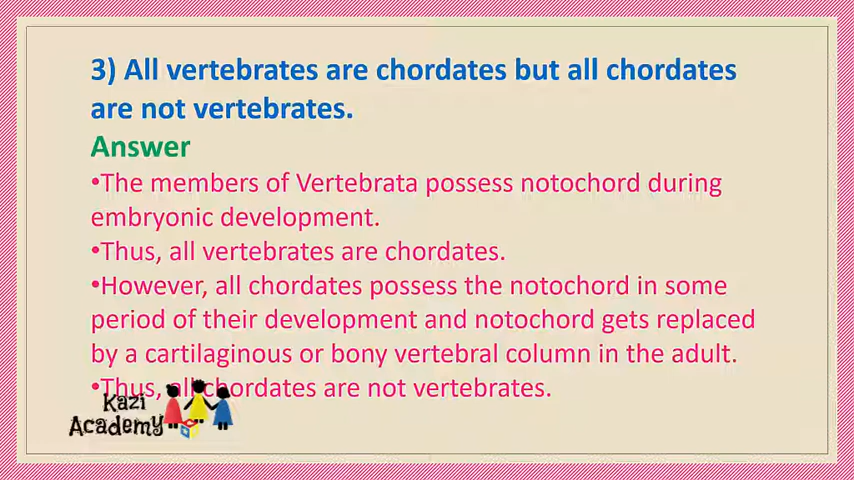 3) All vertebrates are chordates but all chordates
are not vertebrates.
Answer
•The members of Vertebrata possess notochord during
embryonic development.
•Thus, all vertebrates are chordates.
•However, all chordates possess the notochord in some
period of their development and notochord gets replaced
by a cartilaginous or bony vertebral column in the adult.
•Thus, all chordates are not vertebrates.
Kazi
Academy